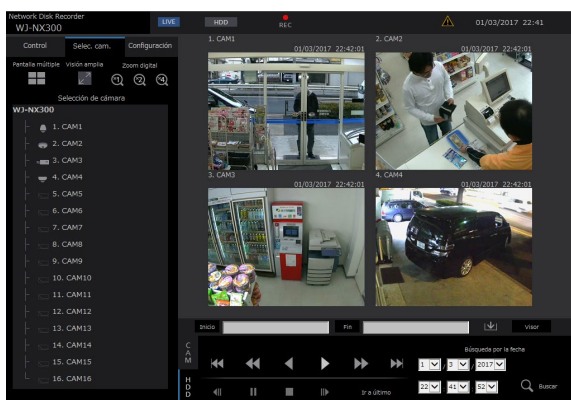 Network Disk Recorder
WJ-NX300
LIVE
HDD
REC
01/03/2017 22:41
Control
Selec. cam.
Configuración
Pantalla múltiple
Visión amplia
Zoom digital
Selección de cámara
WJ-NX300
1. CAM1
2. CAM2
3. CAM3
4. CAM4
5. CAM5
6. CAM6
7. CAM7
8. CAM8
9. CAM9
10. CAM10
11. CAM11
12. CAM12
13. CAM13
14. CAM14
15. CAM15
16. CAM16
1. CAM1
01/03/2017 22:42:01
2. CAM2
01/03/2017 22:42:01
3. CAM3
01/03/2017 22:42:01
4. CAM4
01/03/2017 22:42:01
Inicio
Fin
Visor
CAM
HDD
Ir a último
Búsqueda por la fecha
1 / 3 / 2017
22 41 52
Buscar